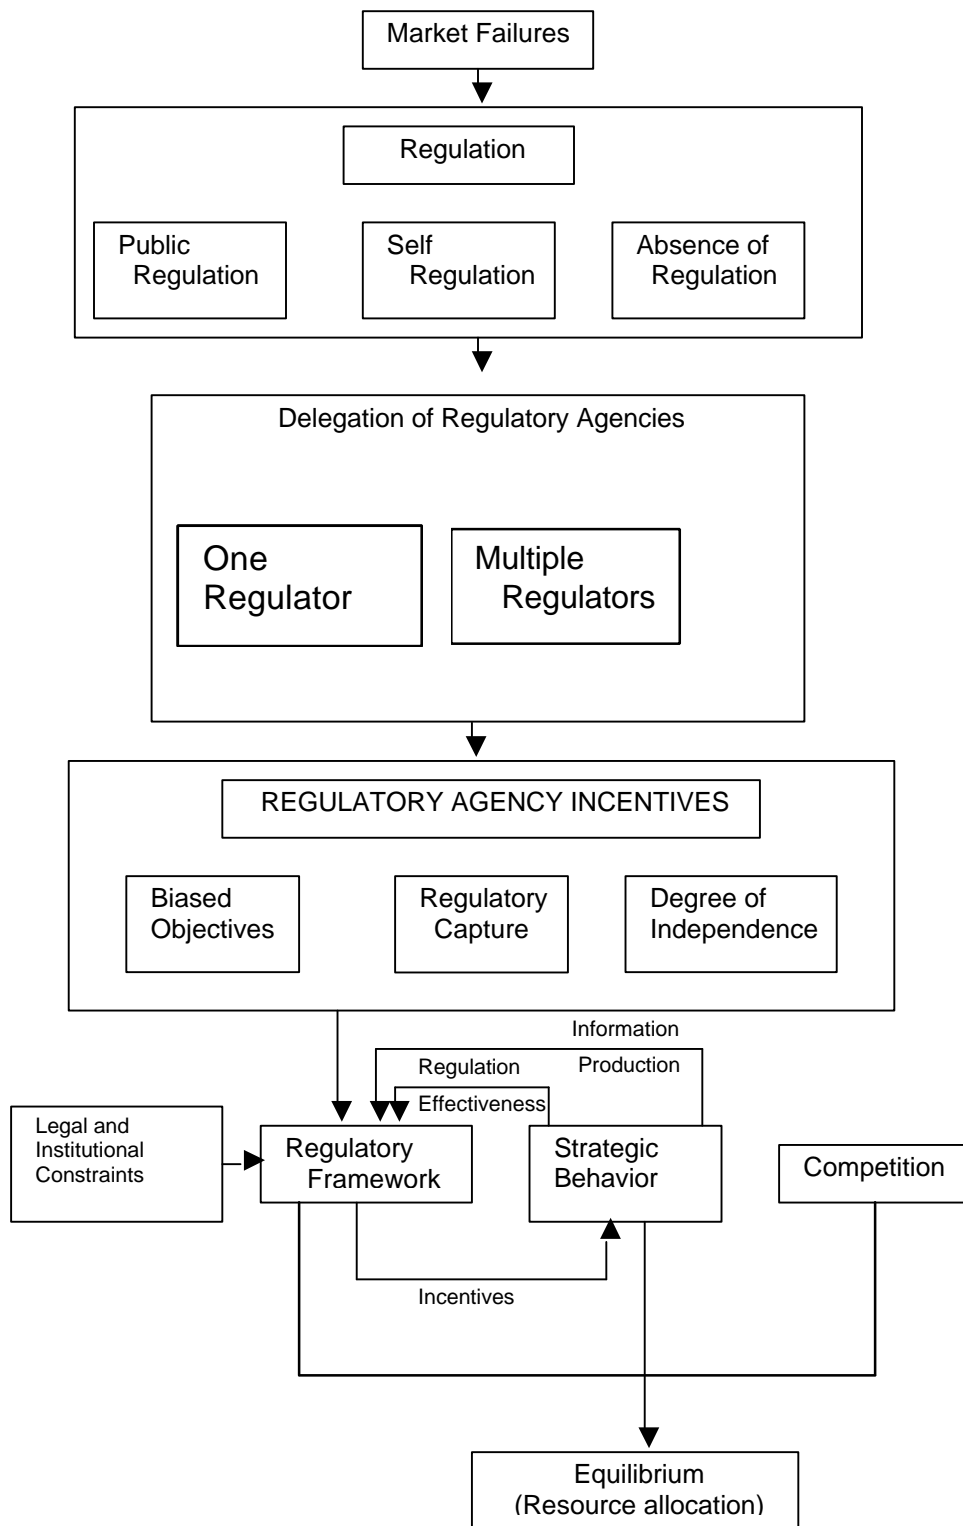 Market Failures
Regulation
Public
Regulation
Self
Regulation
Absence of
Regulation
Delegation of Regulatory Agencies
One
Regulator
Multiple
Regulators
REGULATORY AGENCY INCENTIVES
Biased
Objectives
Regulatory
Capture
Degree of
Independence
Information
Production
Regulation
Effectiveness
Legal and
Institutional
Constraints
Regulatory
Framework
Strategic
Behavior
Competition
Incentives
Equilibrium
(Resource allocation)